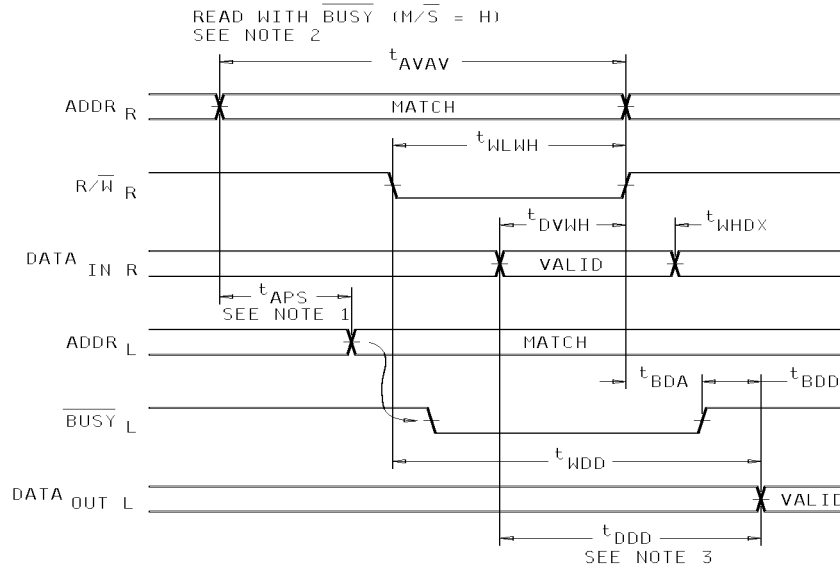 READ WITH BUSY (M/S = H)
SEE NOTE 2
tAVAV
ADDR R
MATCH
tWLWH
R/W R
tDVWH
tWHDX
DATA IN R
VALID
tAPS
SEE NOTE 1
ADDR L
MATCH
tBDA
tBDD
BUSY L
tWDD
DATA OUT L
VALID
tDDD
SEE NOTE 3